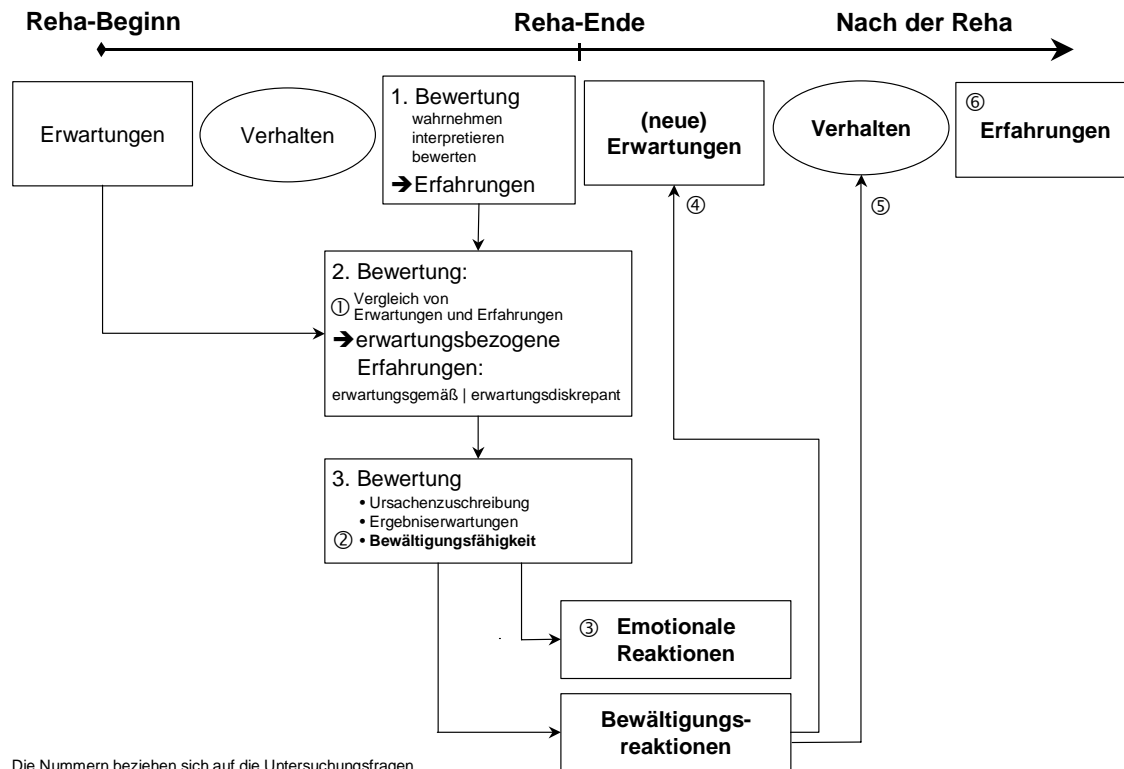 Reha-Beginn
Reha-Ende
Nach der Reha
Erwartungen
Verhalten
1. Bewertung
wahrnehmen
interpretieren
bewerten
➔Erfahrungen
(neue)
Erwartungen
Verhalten
⑥
Erfahrungen
④
⑤
2. Bewertung:
① Vergleich von
Erwartungen und Erfahrungen
➔erwartungsbezogene
Erfahrungen:
erwartungsgemäß | erwartungsdiskrepant
3. Bewertung
• Ursachenzuschreibung
• Ergebniserwartungen
② • Bewältigungsfähigkeit
③ Emotionale
Reaktionen
Bewältigungs-
reaktionen
Die Nummern beziehen sich auf die Untersuchungsfragen